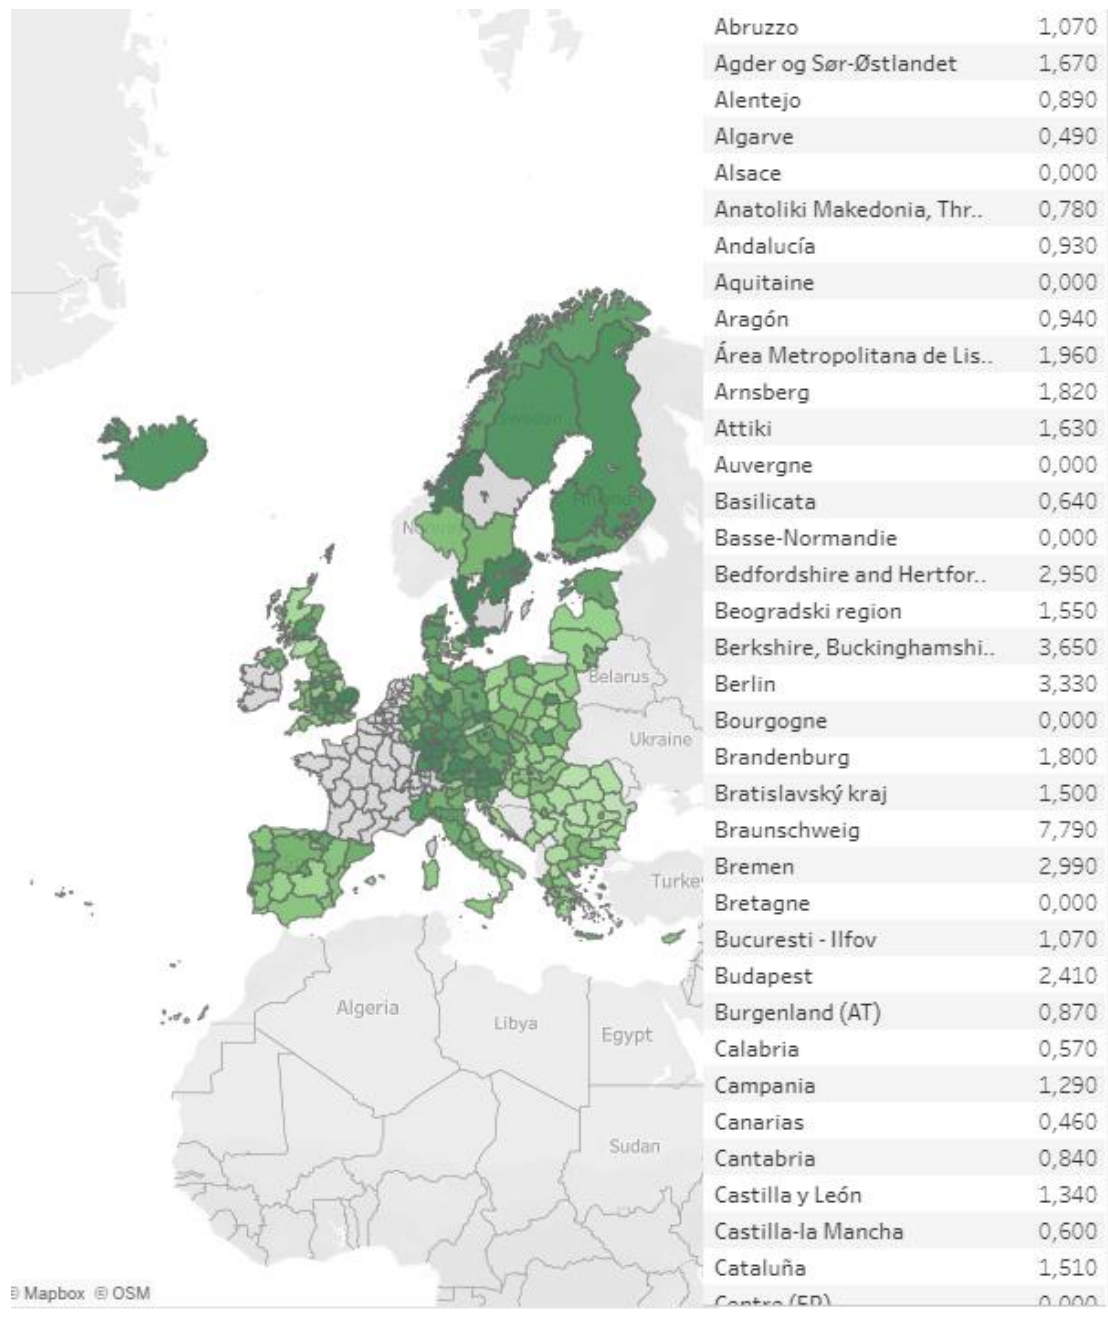 Abruzzo 1,070
Agder og Sør-Østlandet 1,670
Alentejo 0,890
Algarve 0,490
Alsace 0,000
Anatoliki Makedonia, Thr.. 0,780
Andalucía 0,930
Aquitaine 0,000
Aragón 0,940
Área Metropolitana de Lis.. 1,960
Arnsberg 1,820
Attiki 1,630
Auvergne 0,000
Basilicata 0,640
Basse-Normandie 0,000
Bedfordshire and Hertfor.. 2,950
Beogradski region 1,550
Berkshire, Buckinghamshi.. 3,650
Berlin 3,330
Bourgogne 0,000
Brandenburg 1,800
Bratislavský kraj 1,500
Braunschweig 7,790
Bremen 2,990
Bretagne 0,000
Bucuresti - Ilfov 1,070
Budapest 2,410
Burgenland (AT) 0,870
Calabria 0,570
Campania 1,290
Canarias 0,460
Cantabria 0,840
Castilla y León 1,340
Castilla-la Mancha 0,600
Cataluña 1,510
Centre (FR) 0,000
Sweden
Belarus
Ukraine
Turke
Algeria
Libya
Egypt
Sudan
© Mapbox © OSM